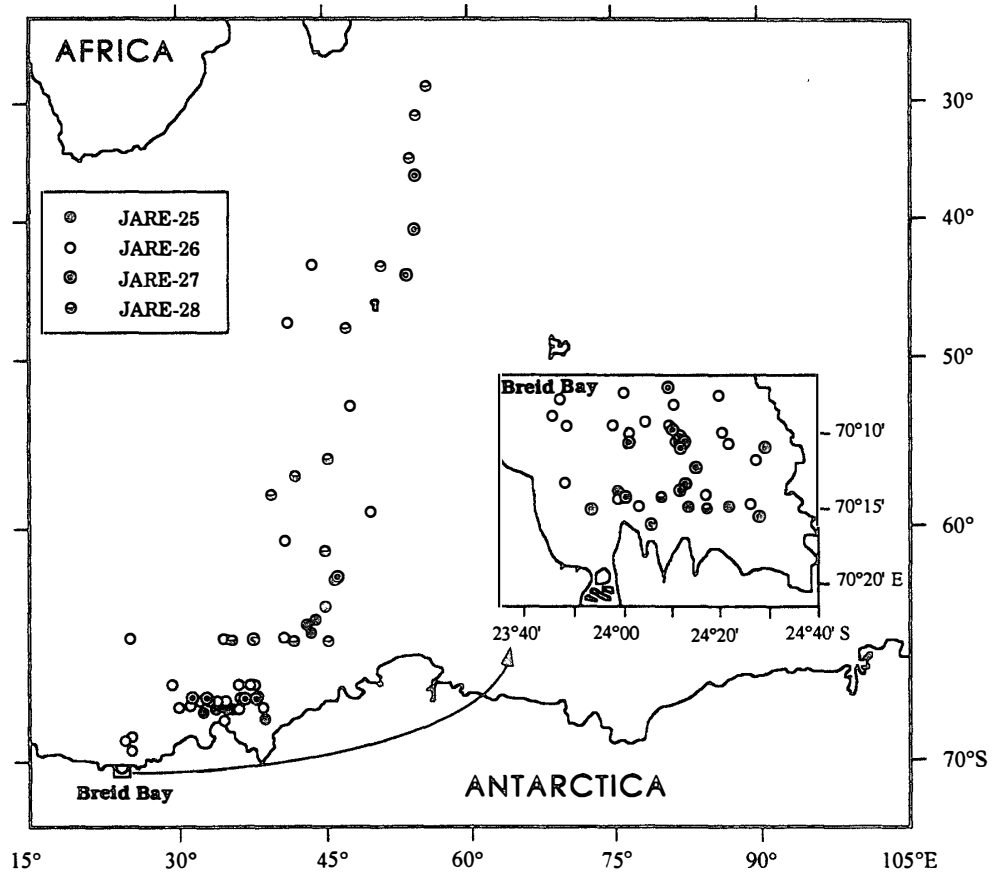 AFRICA
30°
JARE-25
JARE-26
JARE-27
JARE-28
40°
50°
Breid Bay
70°10'
70°15'
70°20' E
23°40' 24°00' 24°20' 24°40' S
60°
70°S
ANTARCTICA
Breid Bay
15° 30° 45° 60° 75° 90° 105°E